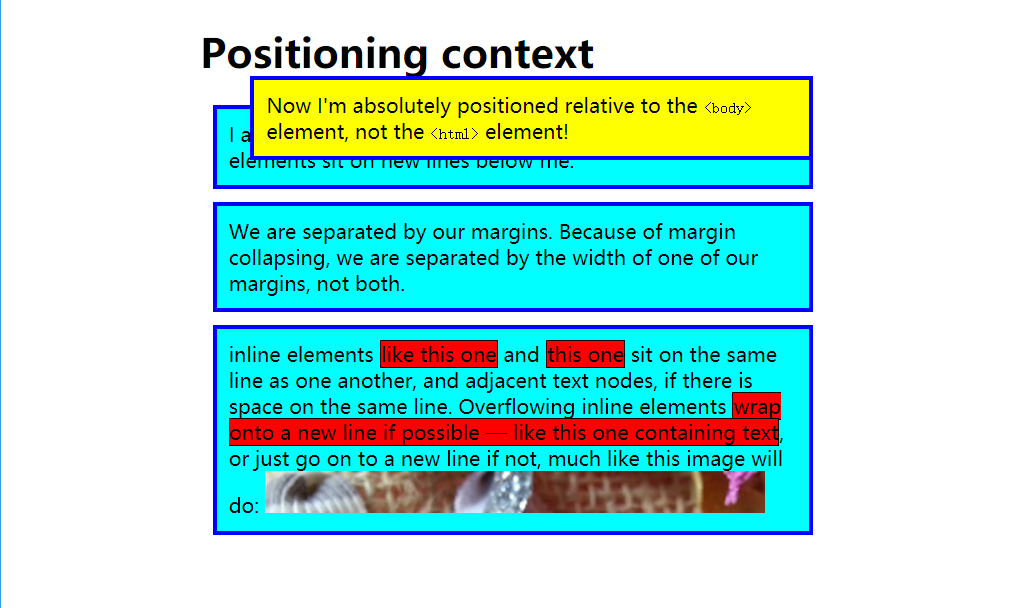 Positioning context
Now I'm absolutely positioned relative to the <body>
element, not the <html> element!
I
elements sit on new lines below me.
We are separated by our margins. Because of margin
collapsing, we are separated by the width of one of our
margins, not both.
inline elements like this one and this one sit on the same
line as one another, and adjacent text nodes, if there is
space on the same line. Overflowing inline elements wrap
onto a new line if possible — like this one containing text,
or just go on to a new line if not, much like this image will
do: